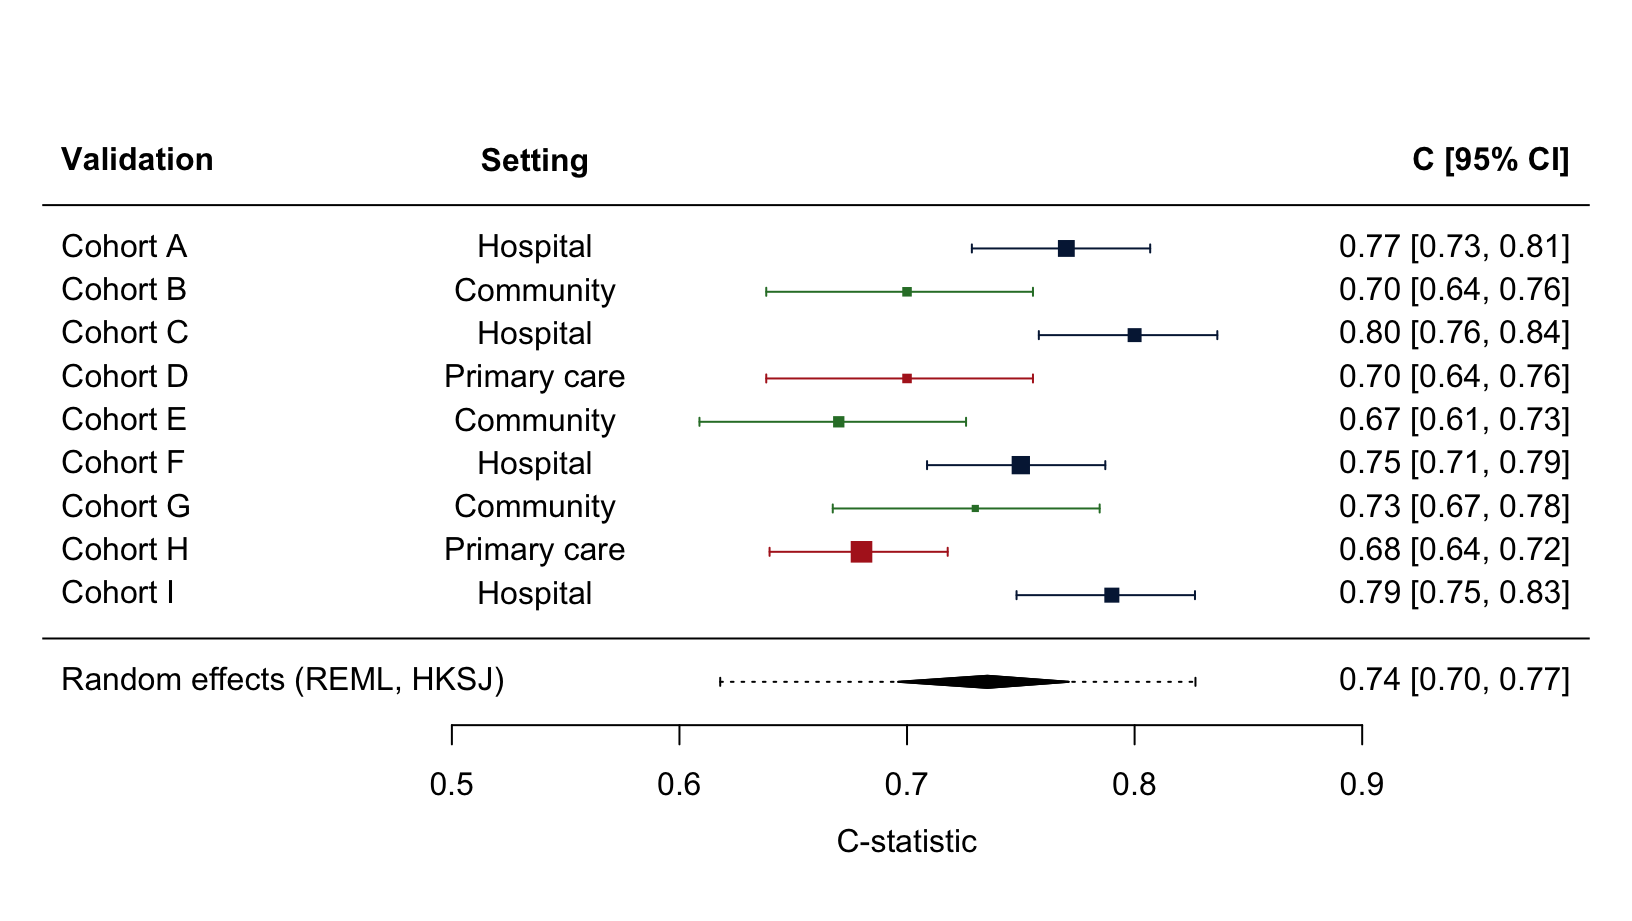 Validation Setting C [95% CI]
Cohort A Hospital 0.77 [0.73, 0.81]
Cohort B Community 0.70 [0.64, 0.76]
Cohort C Hospital 0.80 [0.76, 0.84]
Cohort D Primary care 0.70 [0.64, 0.76]
Cohort E Community 0.67 [0.61, 0.73]
Cohort F Hospital 0.75 [0.71, 0.79]
Cohort G Community 0.73 [0.67, 0.78]
Cohort H Primary care 0.68 [0.64, 0.72]
Cohort I Hospital 0.79 [0.75, 0.83]
Random effects (REML, HKSJ) 0.74 [0.70, 0.77]
0.5 0.6 0.7 0.8 0.9
C-statistic